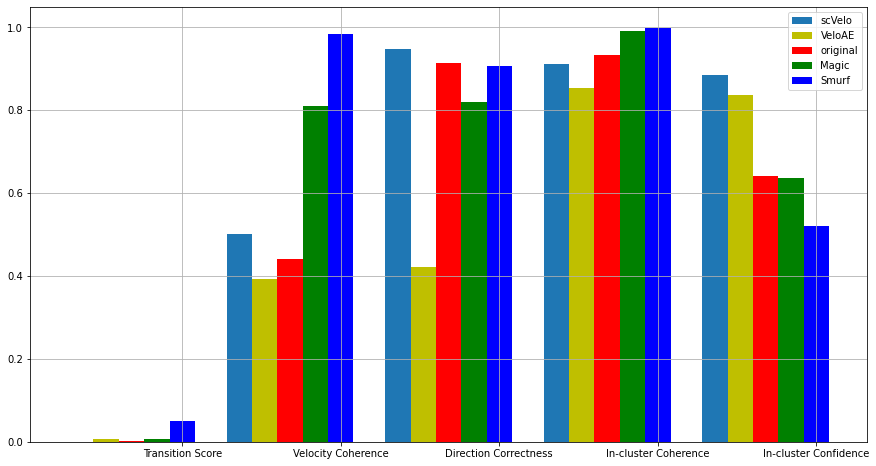 1.0
0.8
0.6
0.4
0.2
0.0
scVelo
VeloAE
original
Magic
Smurf
Transition Score
Velocity Coherence
Direction Correctness
In-cluster Coherence
In-cluster Confidence